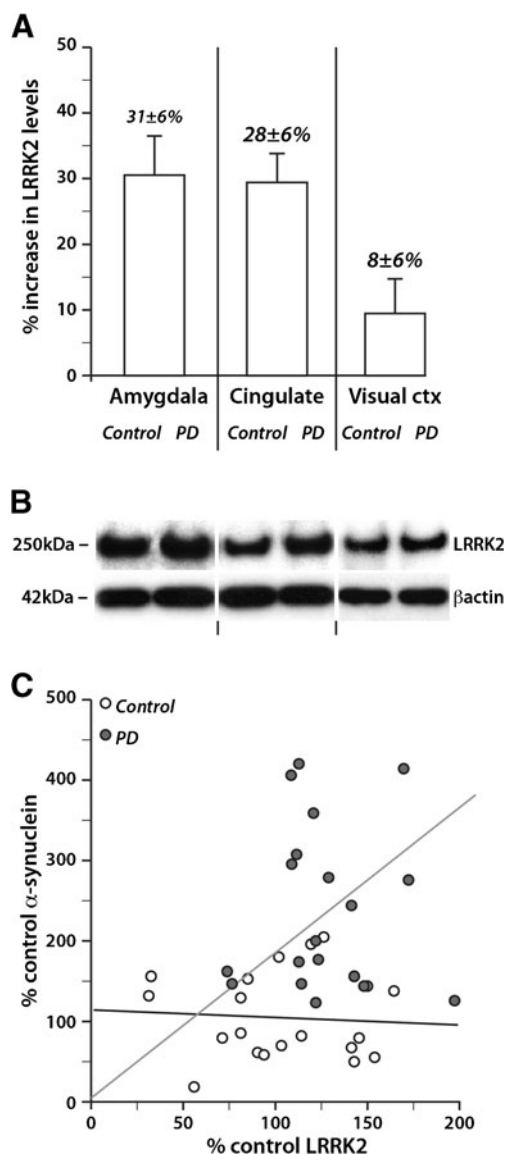 A
% increase in LRRK2 levels
50
40
30
20
10
0
31±6%
28±6%
8±6%
Amygdala Cingulate Visual ctx
Control PD Control PD Control PD
B
250kDa – LRRK2
42kDa – βactin
C
% control α-synuclein
500
400
300
200
100
0
Control
PD
0 50 100 150 200
% control LRRK2